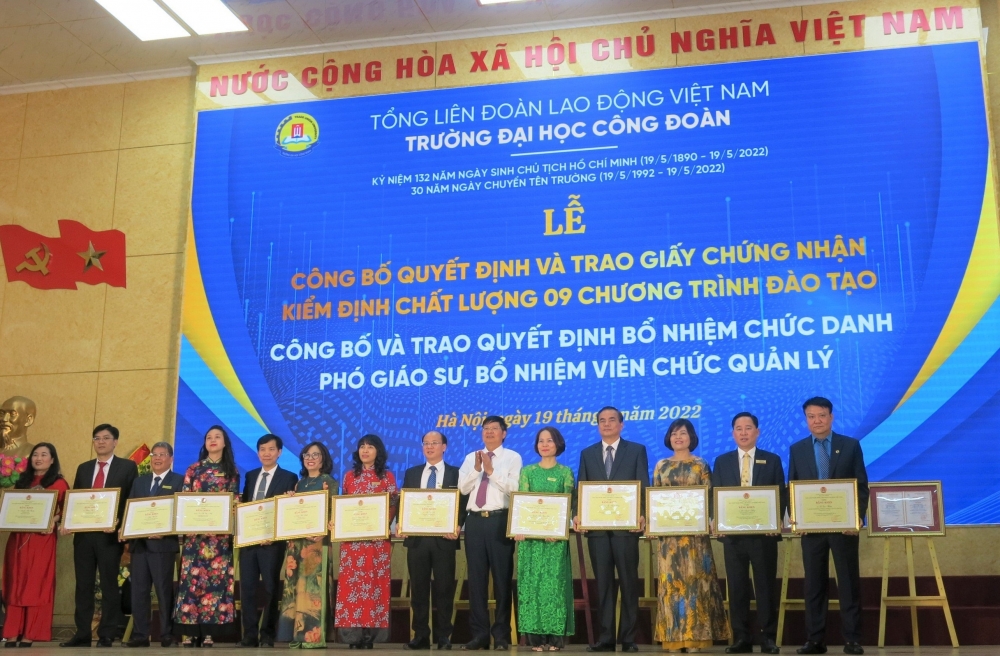 NƯỚC CỘNG HÒA XÃ HỘI CHỦ NGHĨA VIỆT NAM
TỔNG LIÊN ĐOÀN LAO ĐỘNG VIỆT NAM
TRƯỜNG ĐẠI HỌC CÔNG ĐOÀN
KỶ NIỆM 132 NĂM NGÀY SINH CHỦ TỊCH HỒ CHÍ MINH (19/5/1890 - 19/5/2022)
30 NĂM NGÀY CHUYỂN TÊN TRƯỜNG (19/5/1992 - 19/5/2022)
LỄ
CÔNG BỐ QUYẾT ĐỊNH VÀ TRAO GIẤY CHỨNG NHẬN
KIỂM ĐỊNH CHẤT LƯỢNG 09 CHƯƠNG TRÌNH ĐÀO TẠO
CÔNG BỐ VÀ TRAO QUYẾT ĐỊNH BỔ NHIỆM CHỨC DANH
PHÓ GIÁO SƯ, BỔ NHIỆM VIÊN CHỨC QUẢN LÝ
Hà Nội, ngày 19 tháng năm 2022